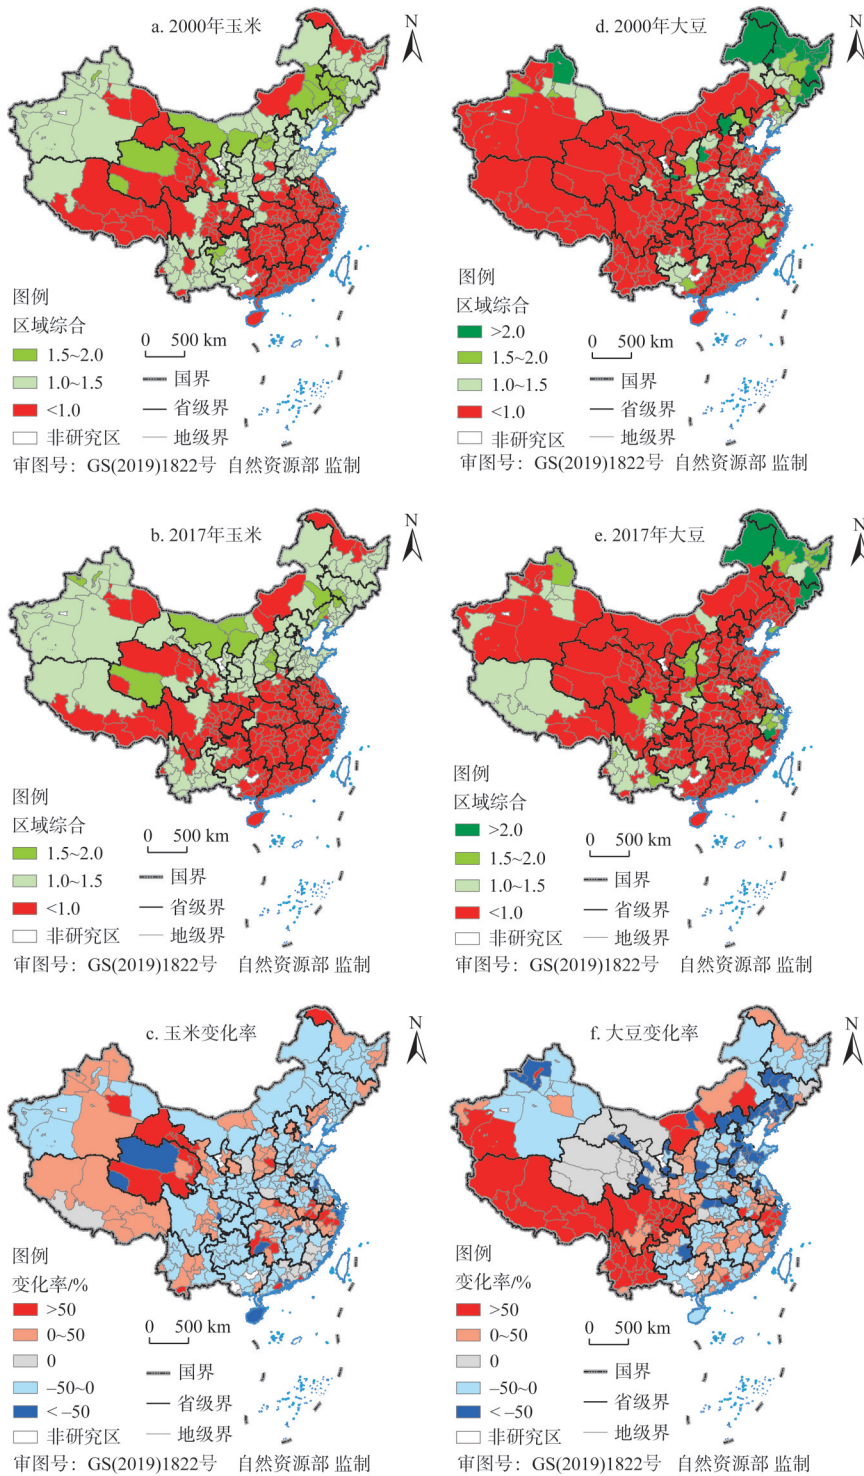 a. 2000年玉米
N
图例
区域综合
1.5~2.0
1.0~1.5
<1.0
非研究区
0 500 km
国界
省级界
地级界
审图号：GS(2019)1822号 自然资源部 监制
d. 2000年大豆
N
图例
区域综合
>2.0
1.5~2.0
1.0~1.5
<1.0
非研究区
0 500 km
国界
省级界
地级界
审图号：GS(2019)1822号 自然资源部 监制
b. 2017年玉米
N
图例
区域综合
1.5~2.0
1.0~1.5
<1.0
非研究区
0 500 km
国界
省级界
地级界
审图号：GS(2019)1822号 自然资源部 监制
e. 2017年大豆
N
图例
区域综合
>2.0
1.5~2.0
1.0~1.5
<1.0
非研究区
0 500 km
国界
省级界
地级界
审图号：GS(2019)1822号 自然资源部 监制
c. 玉米变化率
N
图例
变化率/%
>50
0~50
0
–50~0
< –50
非研究区
0 500 km
国界
省级界
地级界
审图号：GS(2019)1822号 自然资源部 监制
f. 大豆变化率
N
图例
变化率/%
>50
0~50
0
–50~0
< –50
非研究区
0 500 km
国界
省级界
地级界
审图号：GS(2019)1822号 自然资源部 监制